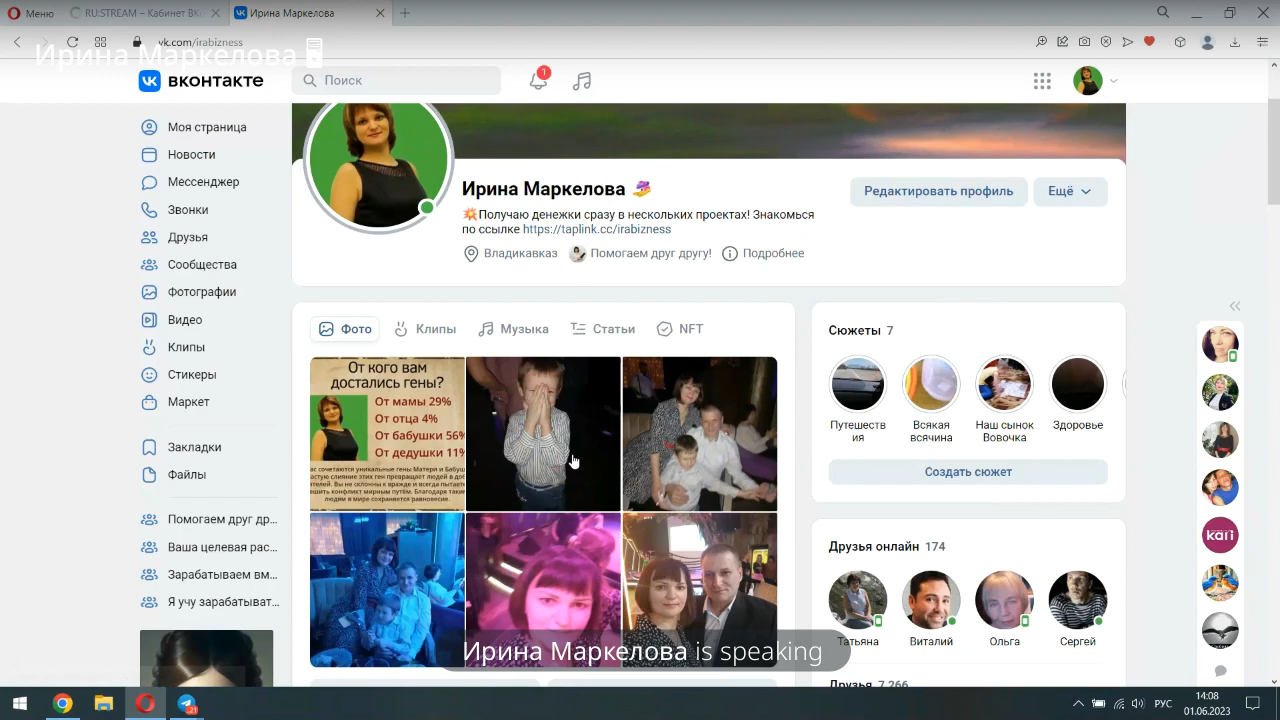 Меню
RU:STREAM – Кабинет ВК
Ирина Маркелова
vk.com/irabizness
Ирина Маркелова
вконтакте
Поиск
1
Моя страница
Новости
Мессенджер
Звонки
Друзья
Сообщества
Фотографии
Видео
Клипы
Стикеры
Маркет
Закладки
Файлы
Помогаем друг др...
Ваша целевая рас...
Зарабатываем вм...
Я учу зарабатыват...
Ирина Маркелова
Редактировать профиль
Ещё
Получаю денежки сразу в нескольких проектах! Знакомься
по ссылке https://taplink.cc/irabizness
Владикавказ
Помогаем друг другу!
Подробнее
Фото
Клипы
Музыка
Статьи
NFT
От кого вам
достались гены?
От мамы 29%
От отца 4%
От бабушки 56%
От дедушки 11%
Сюжеты 7
Путешеств
ия
Всякая
всячина
Наш сынок
Вовочка
Здоровье
Создать сюжет
Друзья онлайн 174
Татьяна
Виталий
Ольга
Сергей
Друзья 7 266
kari
Ирина Маркелова is speaking
21
РУС
14:08
01.06.2023